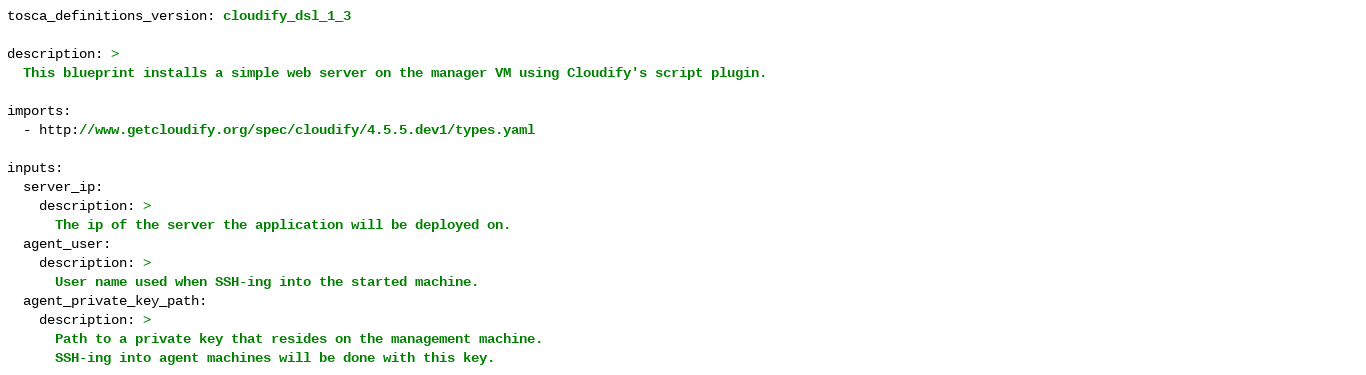 tosca_definitions_version: cloudify_dsl_1_3

description: >
  This blueprint installs a simple web server on the manager VM using Cloudify's script plugin.

imports:
  - http://www.getcloudify.org/spec/cloudify/4.5.5.dev1/types.yaml

inputs:
  server_ip:
    description: >
      The ip of the server the application will be deployed on.
  agent_user:
    description: >
      User name used when SSH-ing into the started machine.
  agent_private_key_path:
    description: >
      Path to a private key that resides on the management machine.
      SSH-ing into agent machines will be done with this key.